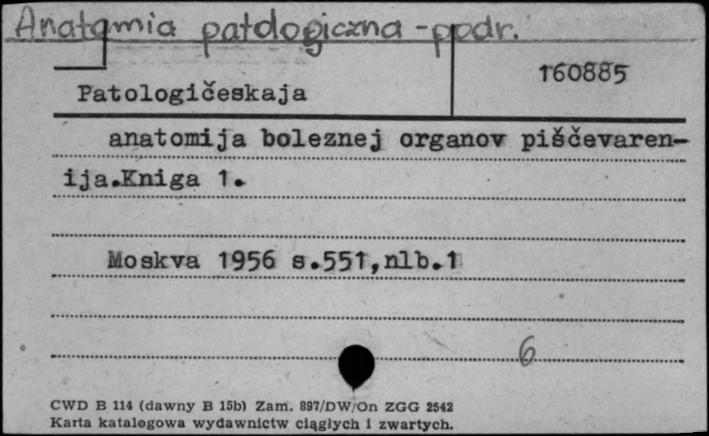 Anatomia patologiczna - podr.
160885
Patologičeskaja
anatomija boleznej organov piščevaren-
ija.Kniga 1.
Moskva 1956 s.551,nlb.1
6
CWD B 114 (dawny B 15b) Zam. 897/DW/On ZGG 2542
Karta katalogowa wydawnictw ciągłych i zwartych.